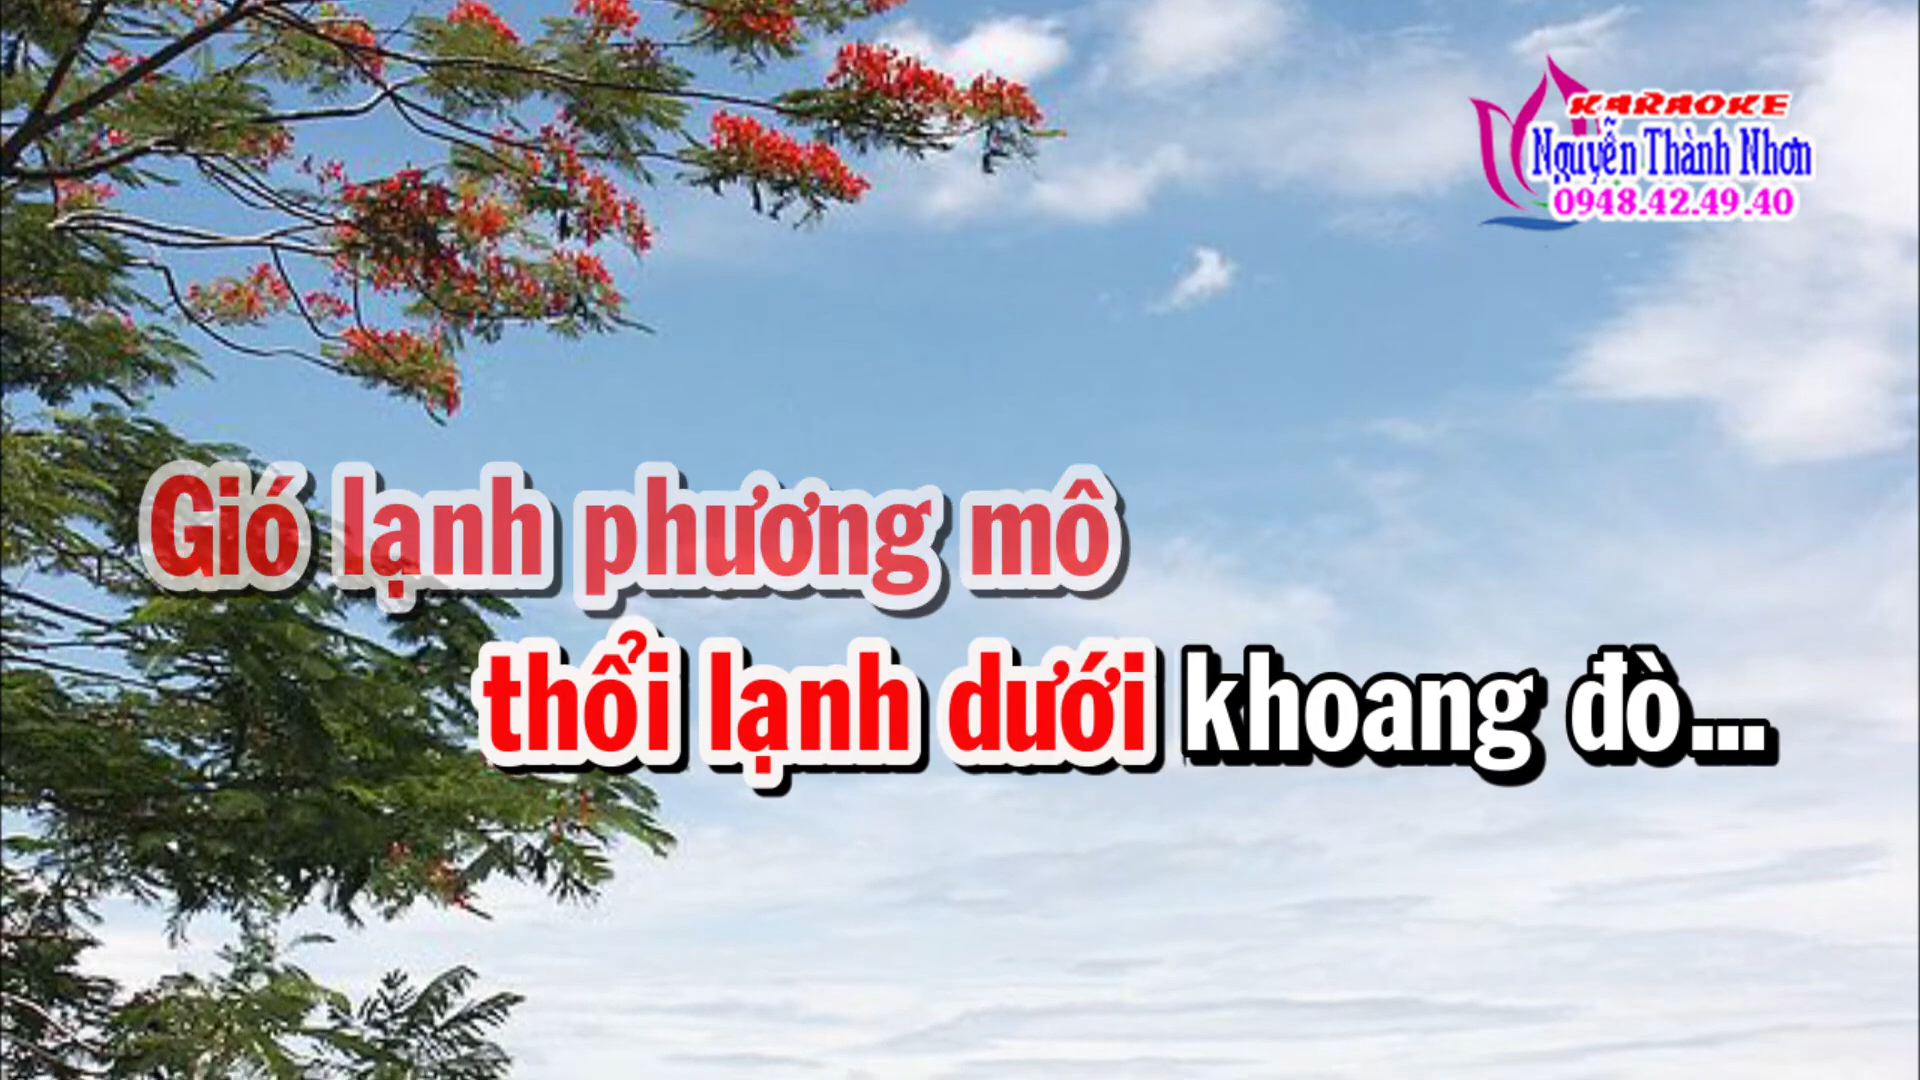 KARAOKE
Nguyễn Thành Nhơn
0948.42.49.40
Gió lạnh phương mô
thổi lạnh dưới khoang đò...